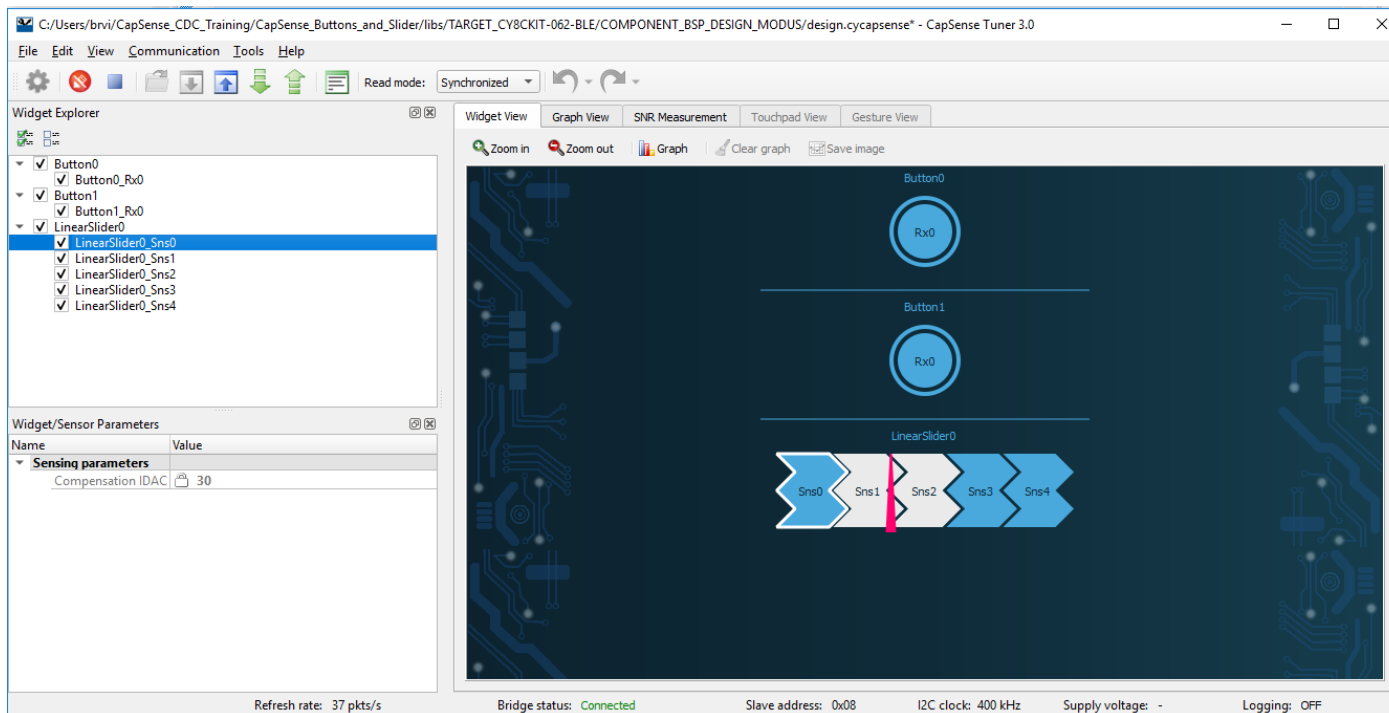 C:/Users/brvi/CapSense_CDC_Training/CapSense_Buttons_and_Slider/libs/TARGET_CY8CKIT-062-BLE/COMPONENT_BSP_DESIGN_MODUS/design.cycapsense* - CapSense Tuner 3.0
File Edit View Communication Tools Help
Read mode: Synchronized
Widget Explorer
Button0
Button0_Rx0
Button1
Button1_Rx0
LinearSlider0
LinearSlider0_Sns0
LinearSlider0_Sns1
LinearSlider0_Sns2
LinearSlider0_Sns3
LinearSlider0_Sns4
Widget/Sensor Parameters
Name Value
Sensing parameters
Compensation IDAC 30
Widget View Graph View SNR Measurement Touchpad View Gesture View
Zoom in Zoom out Graph Clear graph Save image
Button0
Rx0
Button1
Rx0
LinearSlider0
Sns0 Sns1 Sns2 Sns3 Sns4
Refresh rate: 37 pkts/s Bridge status: Connected Slave address: 0x08 I2C clock: 400 kHz Supply voltage: - Logging: OFF